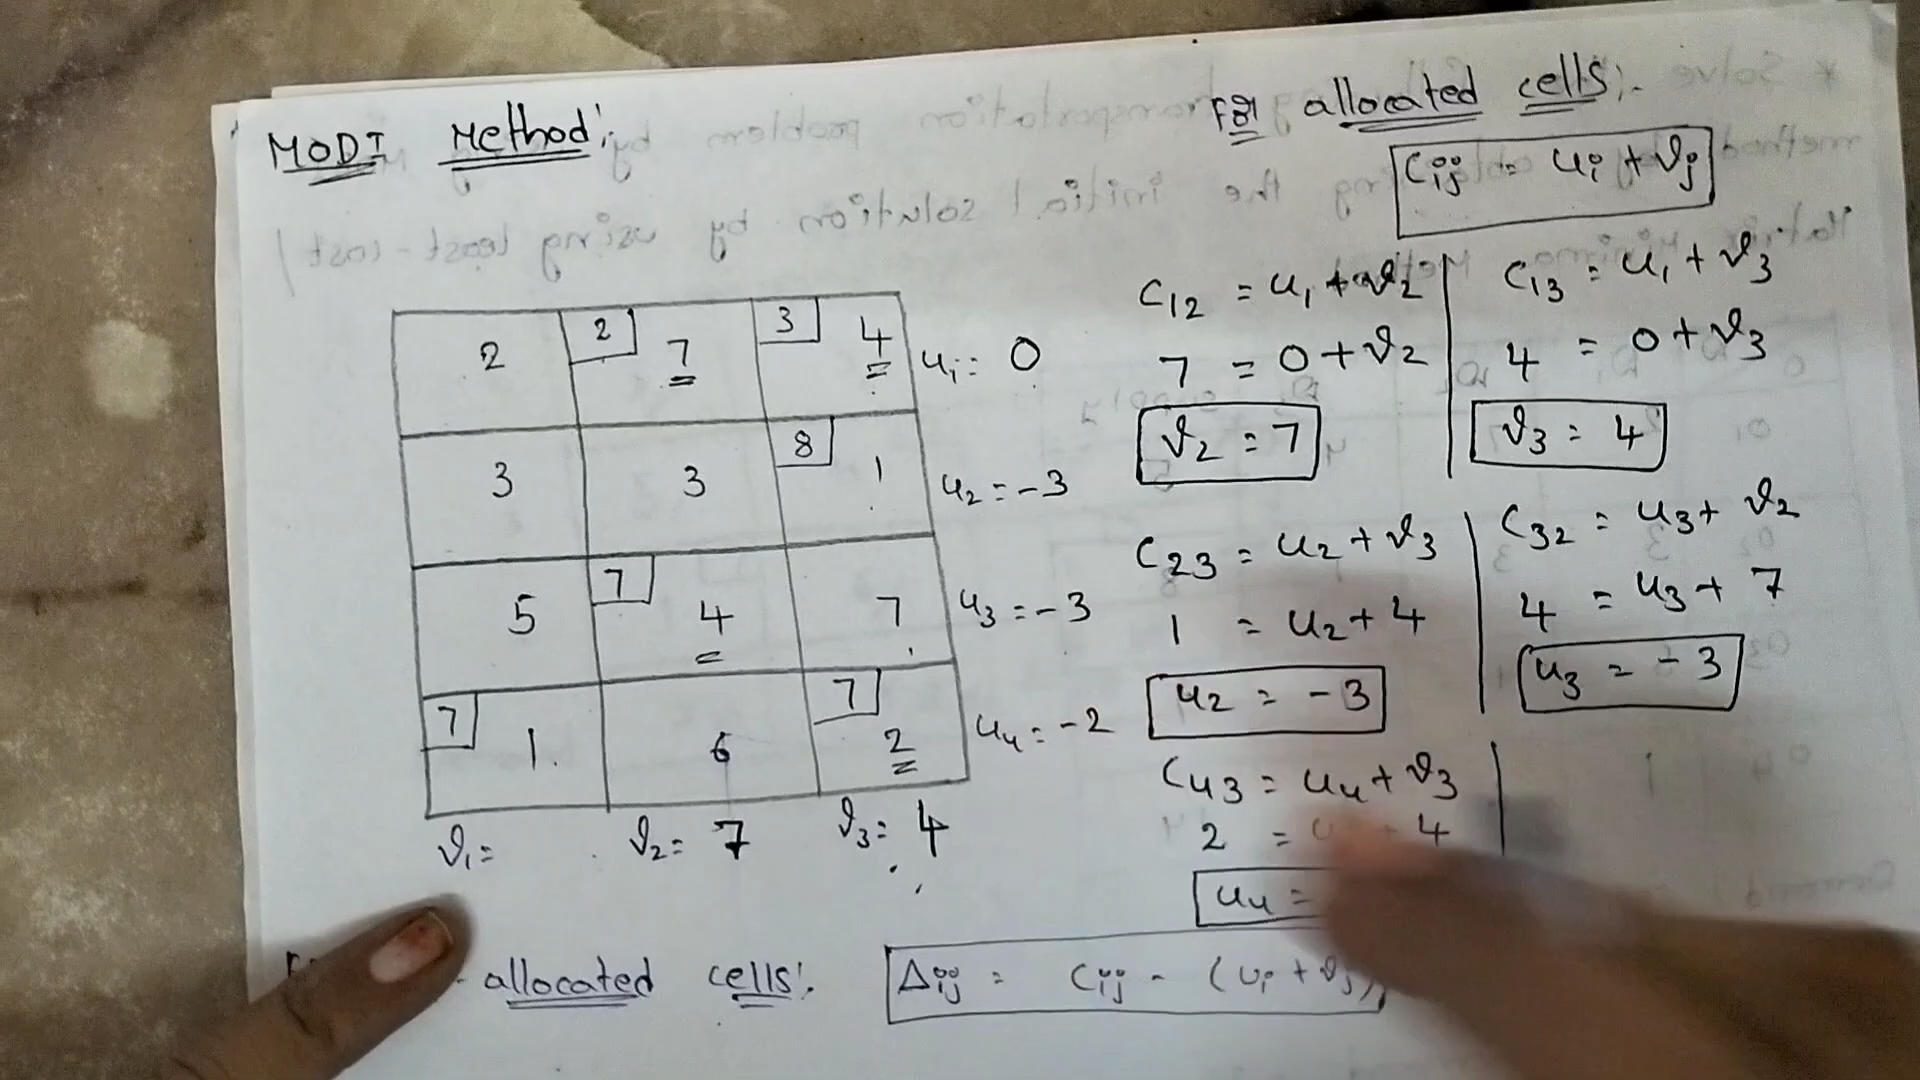 MODI Method:
For allocated cells:-
Cij = ui + vj
2 | 2 7 | 3 4 | u1 = 0
3 | 3 | 8 1 | u2 = -3
5 | 7 4 | 7 | u3 = -3
7 1 | 6 | 7 2 | u4 = -2
v1 = v2 = 7 v3 = 4
C12 = u1 + v2
7 = 0 + v2
v2 = 7
C13 = u1 + v3
4 = 0 + v3
v3 = 4
C23 = u2 + v3
1 = u2 + 4
u2 = -3
C32 = u3 + v2
4 = u3 + 7
u3 = -3
C43 = u4 + v3
2 = 4
u4 =
allocated cells:
Δij = Cij - (ui + vj)